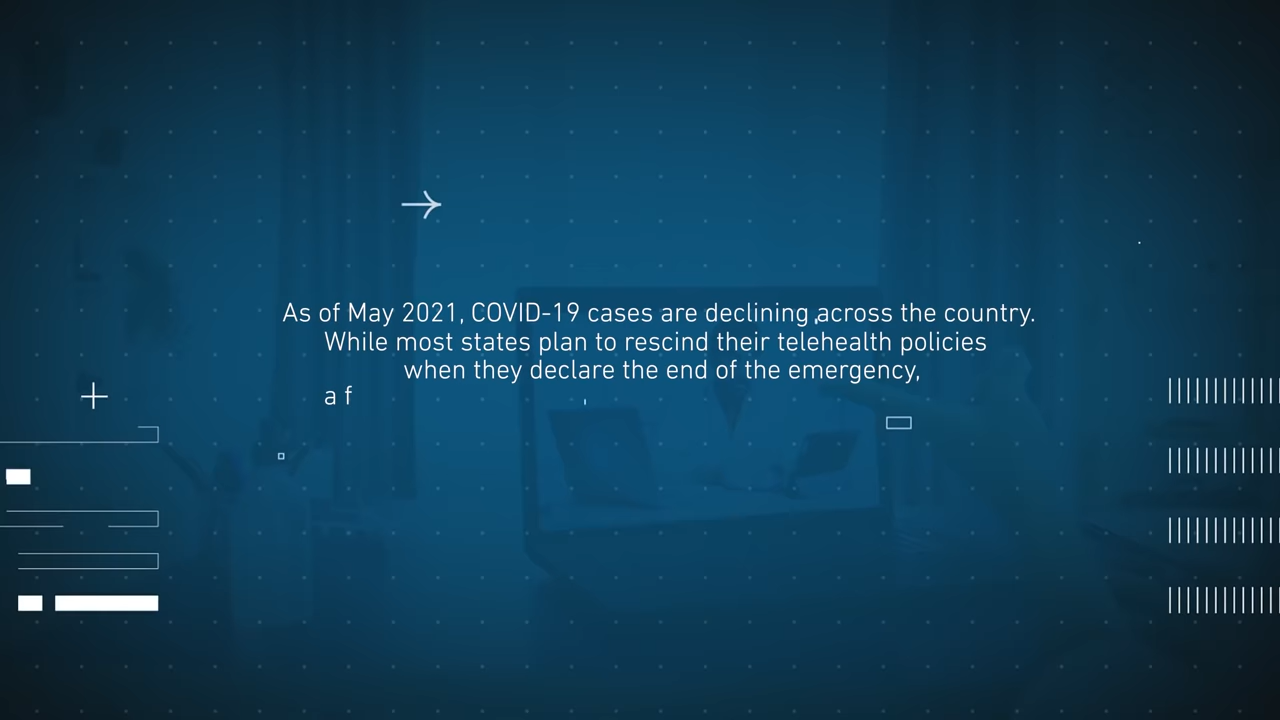 As of May 2021, COVID-19 cases are declining across the country.
While most states plan to rescind their telehealth policies
when they declare the end of the emergency,
a f